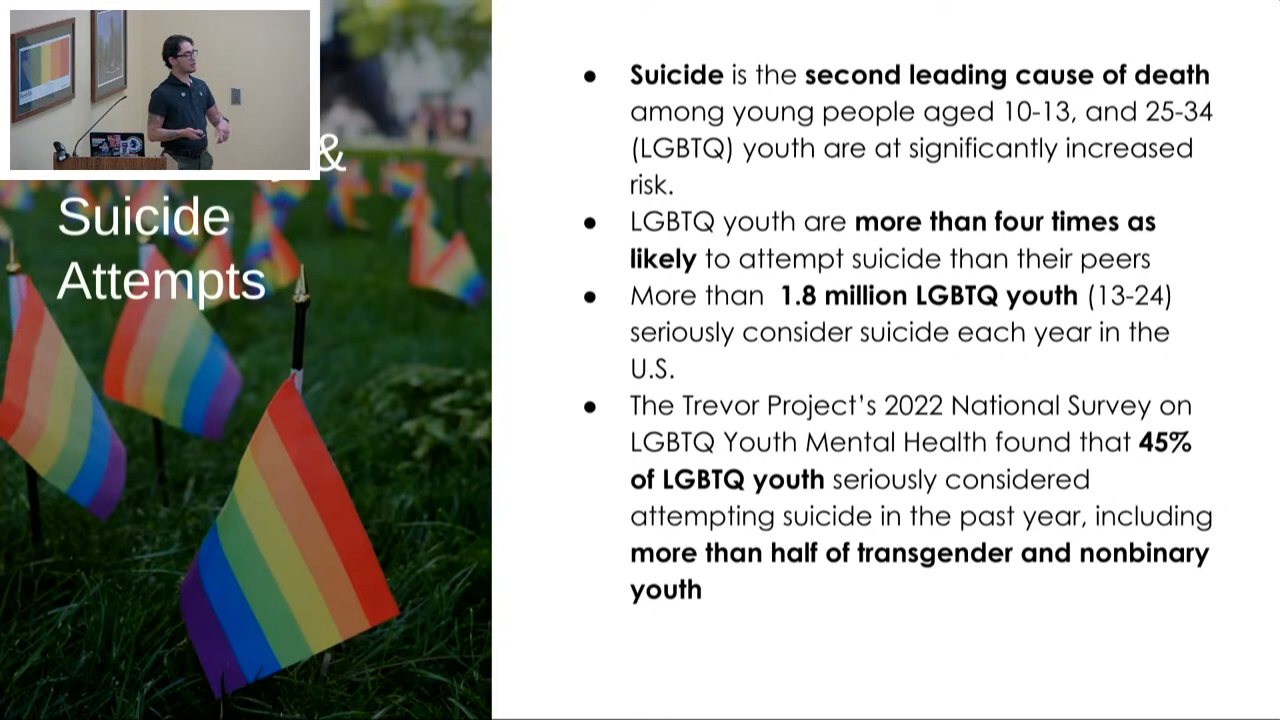 &
Suicide
Attempts
● Suicide is the second leading cause of death
among young people aged 10-13, and 25-34
(LGBTQ) youth are at significantly increased
risk.
● LGBTQ youth are more than four times as
likely to attempt suicide than their peers
● More than  1.8 million LGBTQ youth (13-24)
seriously consider suicide each year in the
U.S.
● The Trevor Project’s 2022 National Survey on
LGBTQ Youth Mental Health found that 45%
of LGBTQ youth seriously considered
attempting suicide in the past year, including
more than half of transgender and nonbinary
youth